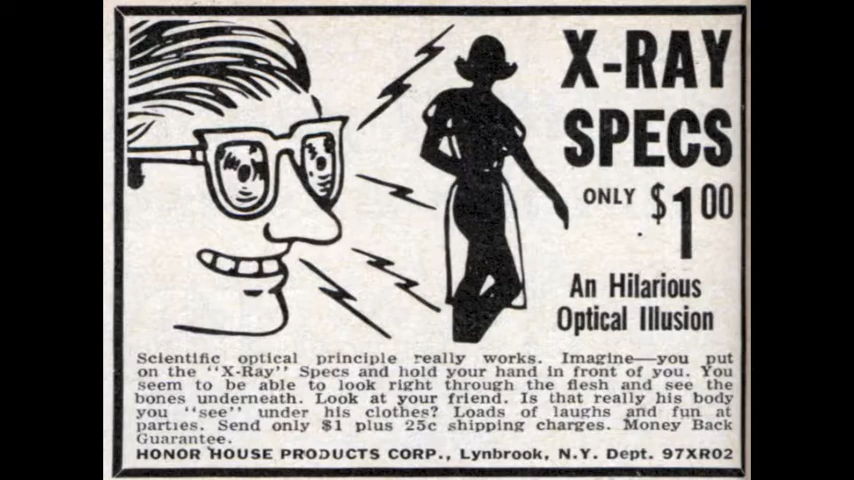 X-RAY
SPECS
ONLY $1.00
An Hilarious
Optical Illusion
Scientific optical principle really works. Imagine—you put
on the "X-Ray" Specs and hold your hand in front of you. You
seem to be able to look right through the flesh and see the
bones underneath. Look at your friend. Is that really his body
you "see" under his clothes? Loads of laughs and fun at
parties. Send only $1 plus 25c shipping charges. Money Back
Guarantee.
HONOR HOUSE PRODUCTS CORP., Lynbrook, N.Y. Dept. 97XR02